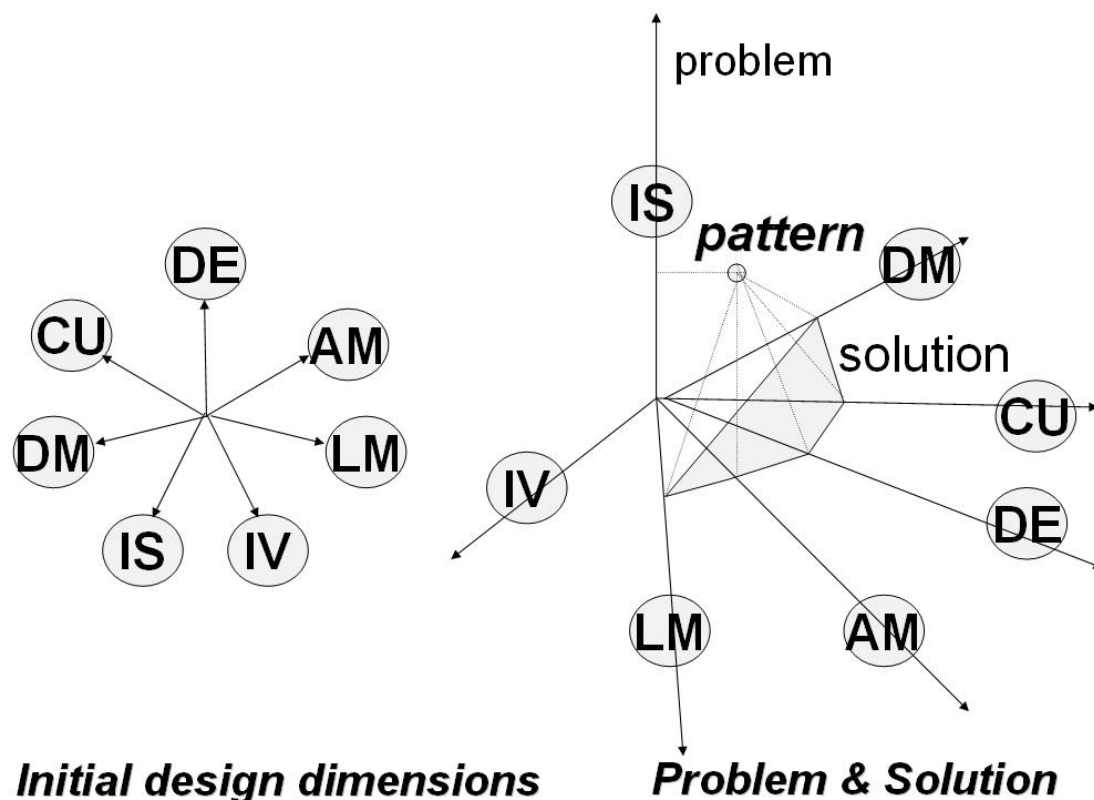 DE
CU
AM
DM
LM
IS
IV
Initial design dimensions
problem
IS
pattern
DM
solution
CU
IV
DE
LM
AM
Problem & Solution